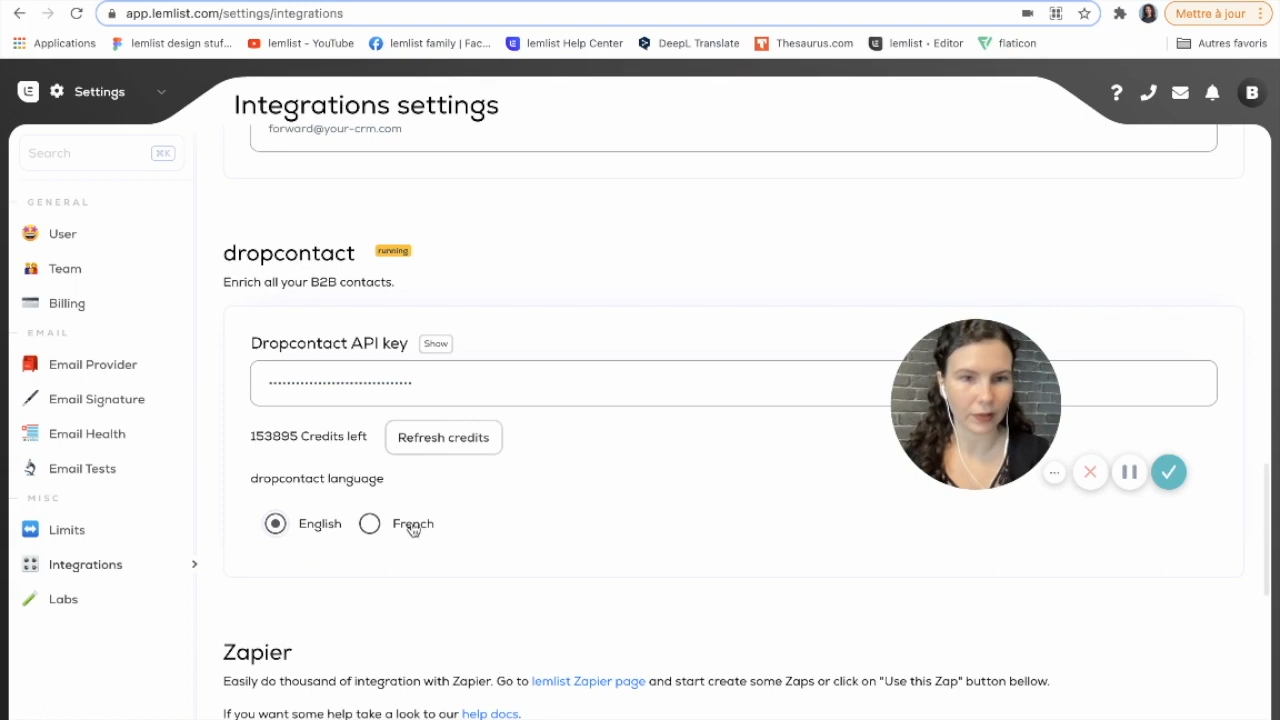 app.lemlist.com/settings/integrations
Mettre à jour
Applications
lemlist design stuf...
lemlist - YouTube
lemlist family | Fac...
lemlist Help Center
DeepL Translate
Thesaurus.com
lemlist • Editor
flaticon
Autres favoris
Settings
Integrations settings
?
B
forward@your-crm.com
Search
⌘K
GENERAL
User
Team
Billing
EMAIL
Email Provider
Email Signature
Email Health
Email Tests
MISC
Limits
Integrations
Labs
dropcontact
running
Enrich all your B2B contacts.
Dropcontact API key
Show
153895 Credits left
Refresh credits
dropcontact language
English
French
Zapier
Easily do thousand of integration with Zapier. Go to lemlist Zapier page and start create some Zaps or click on "Use this Zap" button bellow.
If you want some help take a look to our help docs.